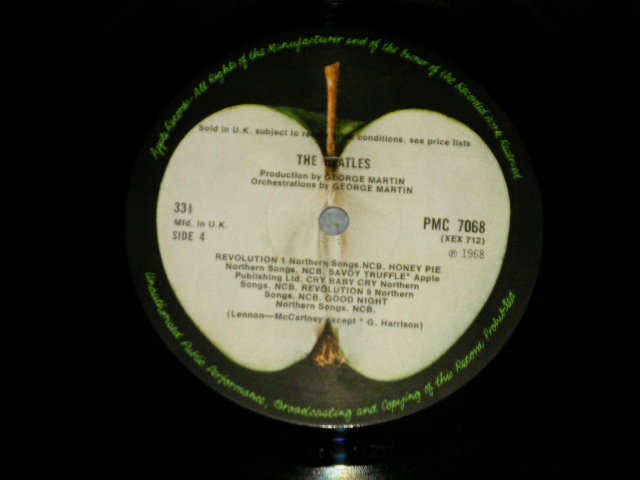 Apple Records - All Rights of the Manufacturer and of the Owner of the Recorded Work Reserved
Sold in U.K. subject to conditions, see price lists
THE BEATLES
Production by GEORGE MARTIN
Orchestrations by GEORGE MARTIN
33⅓
Mfd. in U.K.
SIDE 4
PMC 7068
(XEX 712)
℗ 1968
REVOLUTION 1 Northern Songs. NCB. HONEY PIE
Northern Songs. NCB. SAVOY TRUFFLE* Apple
Publishing Ltd. CRY BABY CRY Northern
Songs. NCB. REVOLUTION 9 Northern
Songs. NCB. GOOD NIGHT
Northern Songs. NCB.
(Lennon—McCartney except * G. Harrison)
Unauthorised Public Performance, Broadcasting and Copying of this Record Prohibited